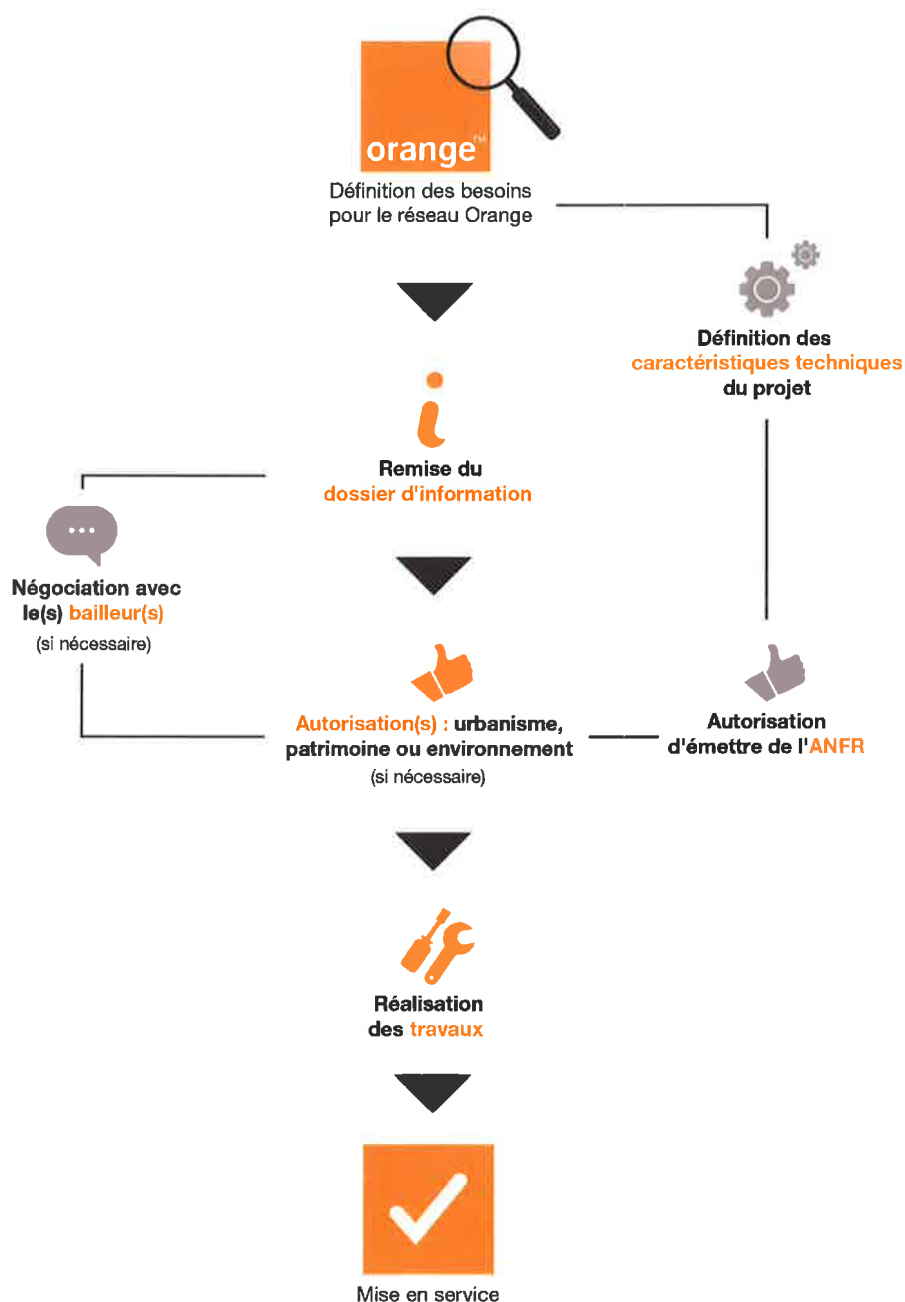 orange™
Définition des besoins
pour le réseau Orange
Définition des
caractéristiques techniques
du projet
Remise du
dossier d'information
Négociation avec
le(s) bailleur(s)
(si nécessaire)
Autorisation(s) : urbanisme,
patrimoine ou environnement
(si nécessaire)
Autorisation
d'émettre de l'ANFR
Réalisation
des travaux
Mise en service